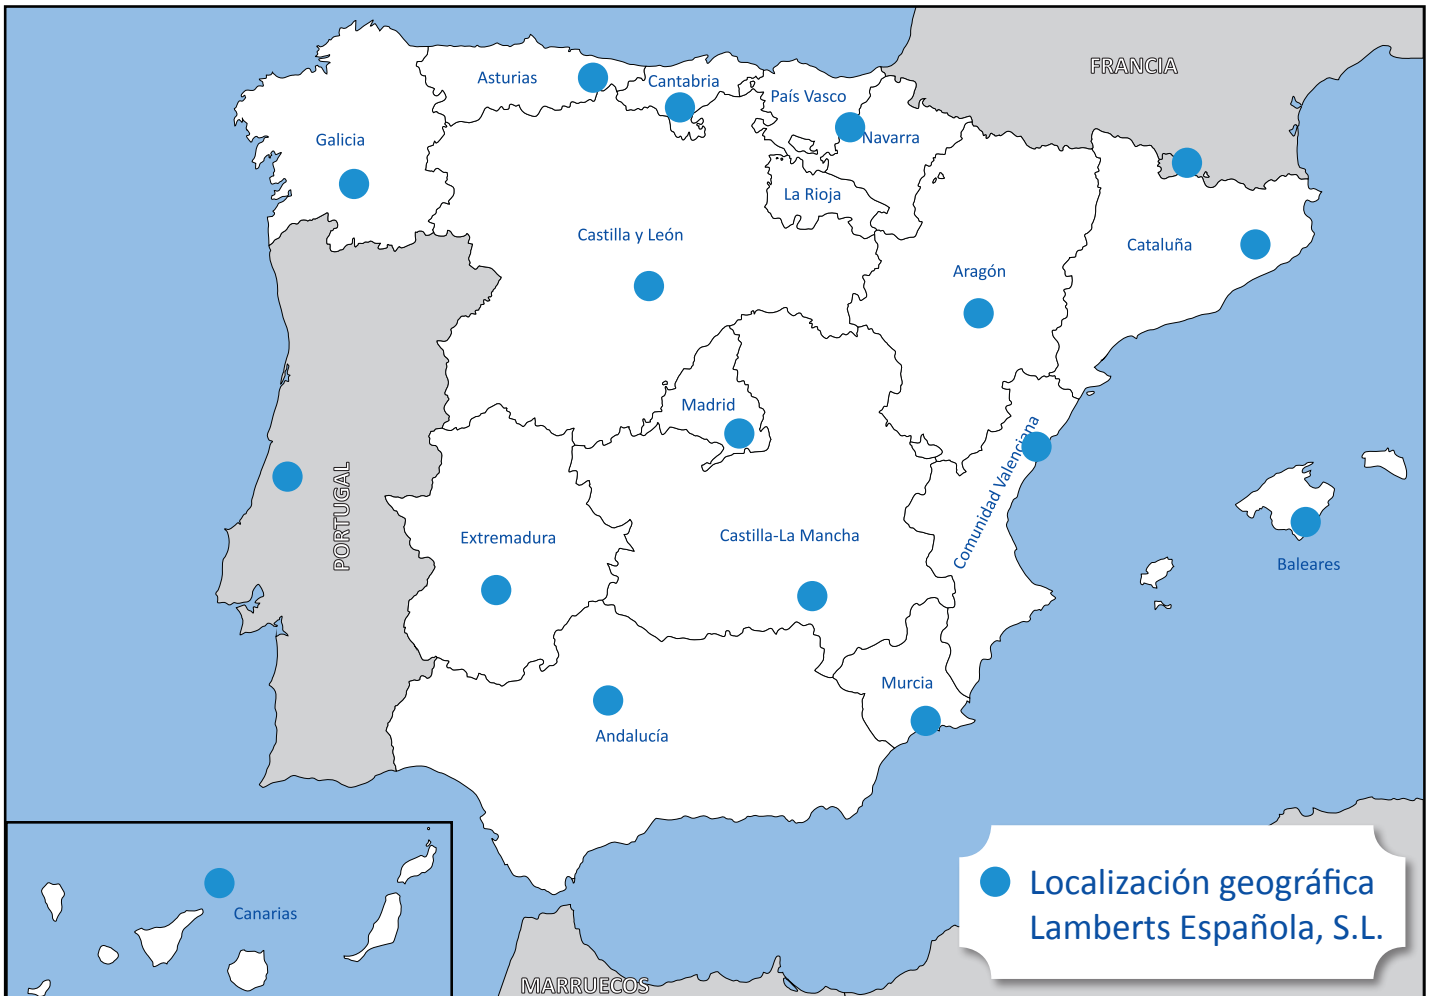 FRANCIA
Asturias
Cantabria
País Vasco
Navarra
Galicia
La Rioja
Castilla y León
Cataluña
Aragón
Madrid
Comunidad Valenciana
PORTUGAL
Extremadura
Castilla-La Mancha
Baleares
Murcia
Andalucía
Canarias
Localización geográfica
Lamberts Española, S.L.
MARRUECOS